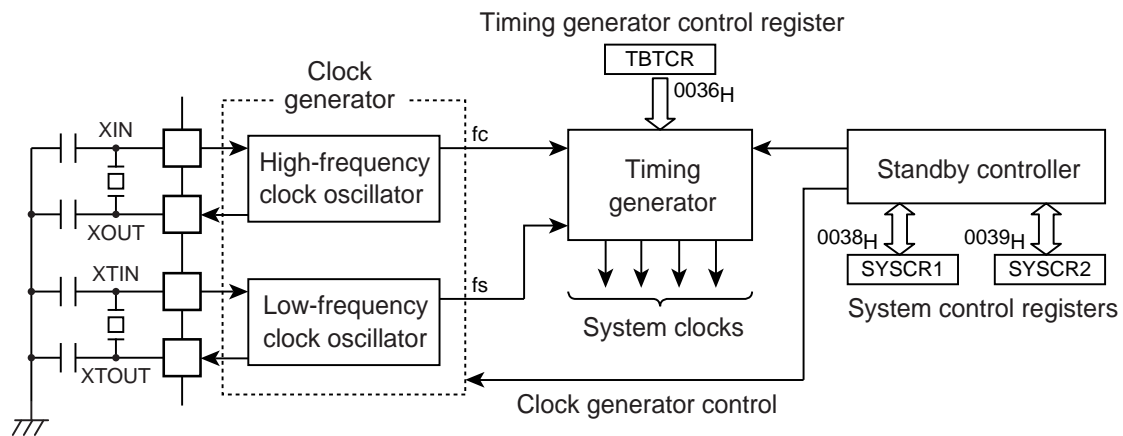 Timing generator control register
TBTCR
0036H
Clock
generator
XIN
XOUT
XTIN
XTOUT
High-frequency
clock oscillator
fc
Low-frequency
clock oscillator
fs
Timing
generator
System clocks
Standby controller
0038H
0039H
SYSCR1
SYSCR2
System control registers
Clock generator control